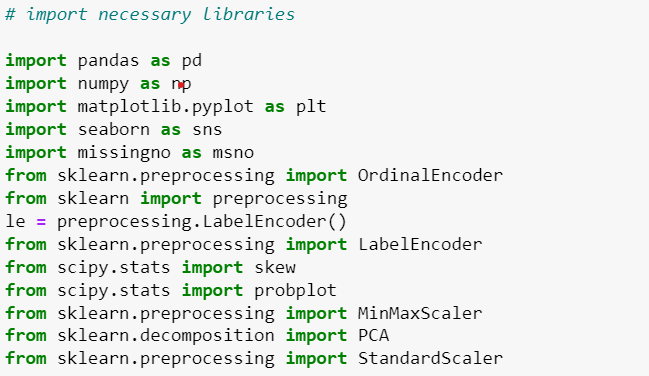 # import necessary libraries
import pandas as pd
import numpy as np
import matplotlib.pyplot as plt
import seaborn as sns
import missingno as msno
from sklearn.preprocessing import OrdinalEncoder
from sklearn import preprocessing
le = preprocessing.LabelEncoder()
from sklearn.preprocessing import LabelEncoder
from scipy.stats import skew
from scipy.stats import probplot
from sklearn.preprocessing import MinMaxScaler
from sklearn.decomposition import PCA
from sklearn.preprocessing import StandardScaler